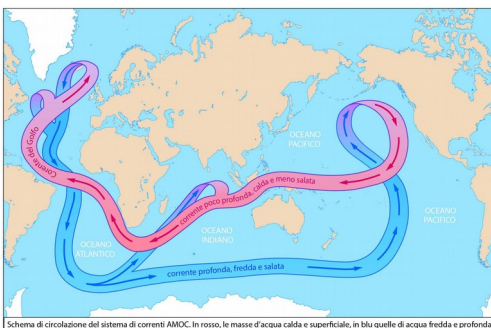 Corrente del Golfo
OCEANO
PACIFICO
corrente poco profonda, calda e meno salata
OCEANO
INDIANO
OCEANO
ATLANTICO
OCEANO
PACIFICO
corrente profonda, fredda e salata
Schema di circolazione del sistema di correnti AMOC. In rosso, le masse d'acqua calda e superficiale, in blu quelle di acqua fredda e profonda